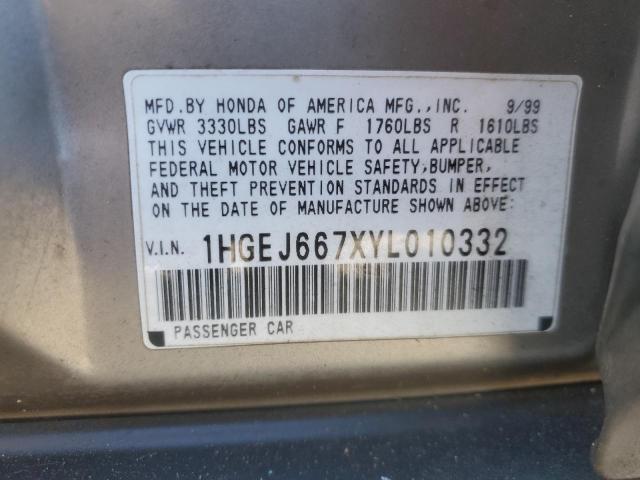 MFD.BY HONDA OF AMERICA MFG.,INC. 9/99
GVWR 3330LBS GAWR F 1760LBS R 1610LBS
THIS VEHICLE CONFORMS TO ALL APPLICABLE
FEDERAL MOTOR VEHICLE SAFETY,BUMPER,
AND THEFT PREVENTION STANDARDS IN EFFECT
ON THE DATE OF MANUFACTURE SHOWN ABOVE:
V.I.N. 1HGEJ667XYL010332
PASSENGER CAR